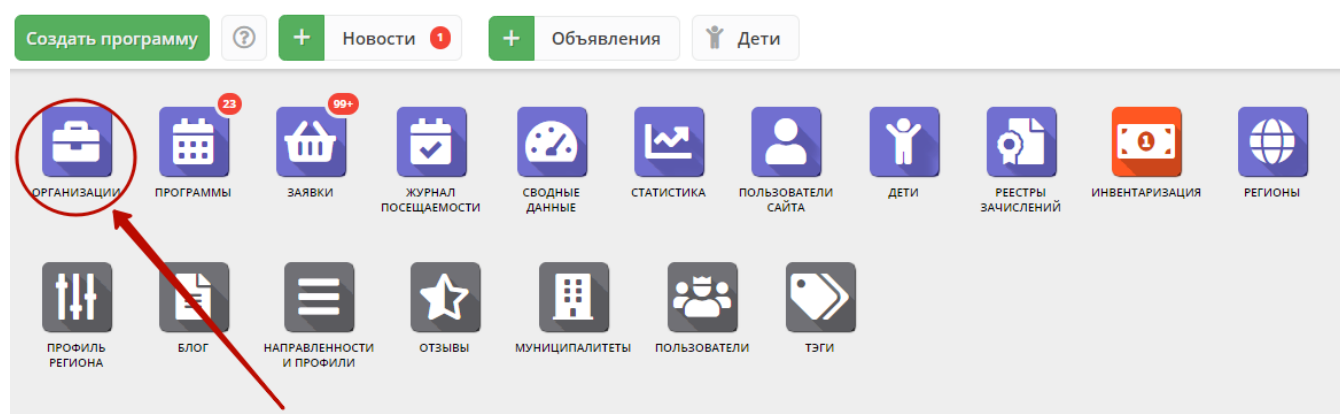 Создать программу
?
+ Новости 1
+ Объявления
Дети
23
99+
ОРГАНИЗАЦИИ
ПРОГРАММЫ
ЗАЯВКИ
ЖУРНАЛ
ПОСЕЩАЕМОСТИ
СВОДНЫЕ
ДАННЫЕ
СТАТИСТИКА
ПОЛЬЗОВАТЕЛИ
САЙТА
ДЕТИ
РЕЕСТРЫ
ЗАЧИСЛЕНИЙ
1
ИНВЕНТАРИЗАЦИЯ
РЕГИОНЫ
ПРОФИЛЬ
РЕГИОНА
БЛОГ
НАПРАВЛЕННОСТИ
И ПРОФИЛИ
ОТЗЫВЫ
МУНИЦИПАЛИТЕТЫ
ПОЛЬЗОВАТЕЛИ
ТЭГИ